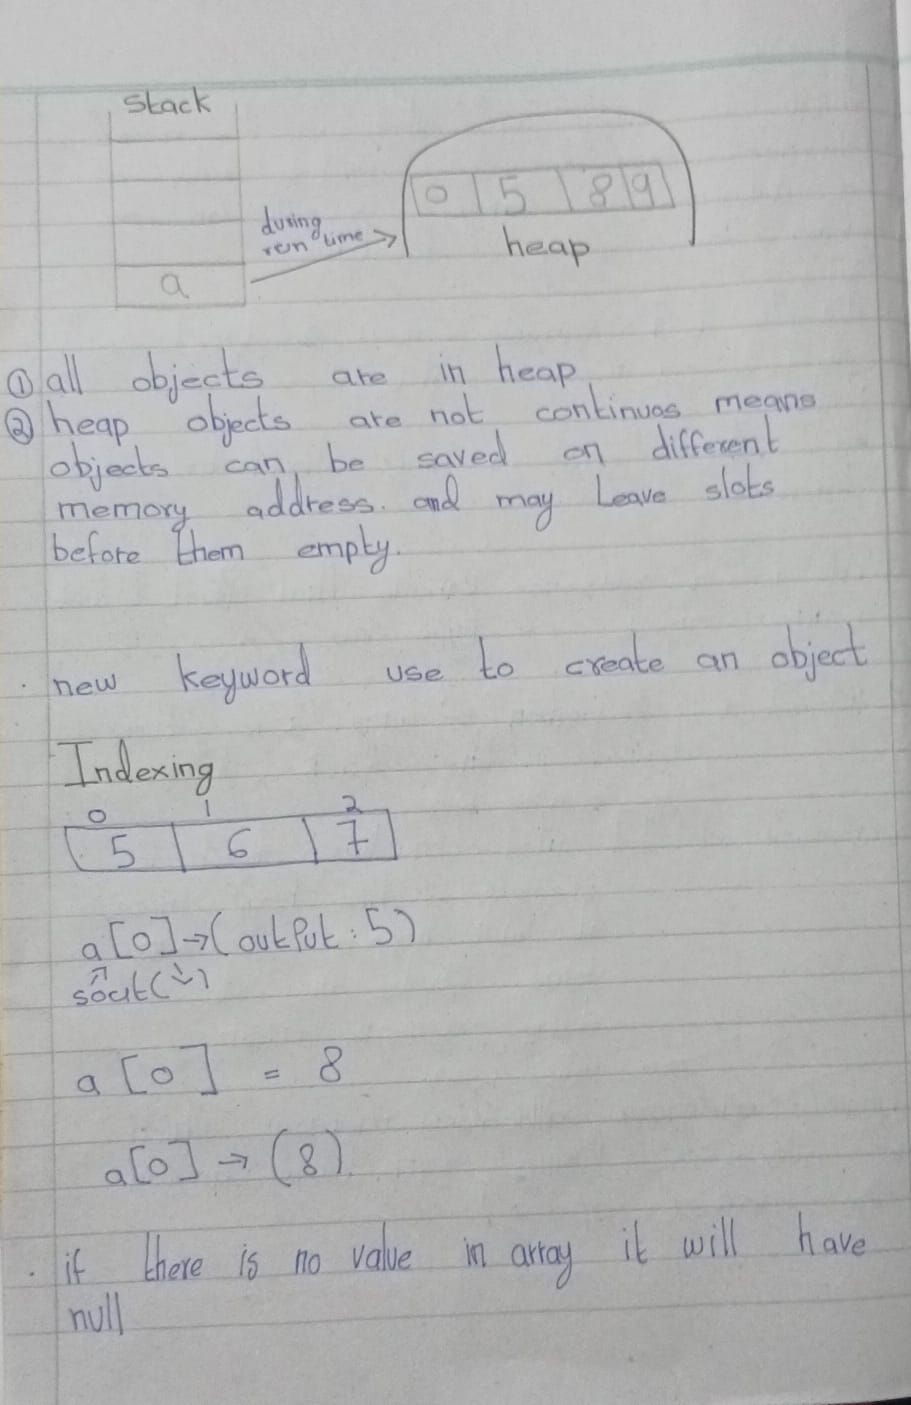 Stack
0 5 8 9
during
run time
heap
a
① all objects are in heap
② heap objects are not continuos means
objects can be saved on different
memory address. and may Leave slots
before them empty.
. new keyword use to create an object
Indexing
0 1 2
5 6 7
a[0]→(output:5)
sout(↓)
a[0] = 8
a[0] → (8)
. if there is no value in array it will have
null